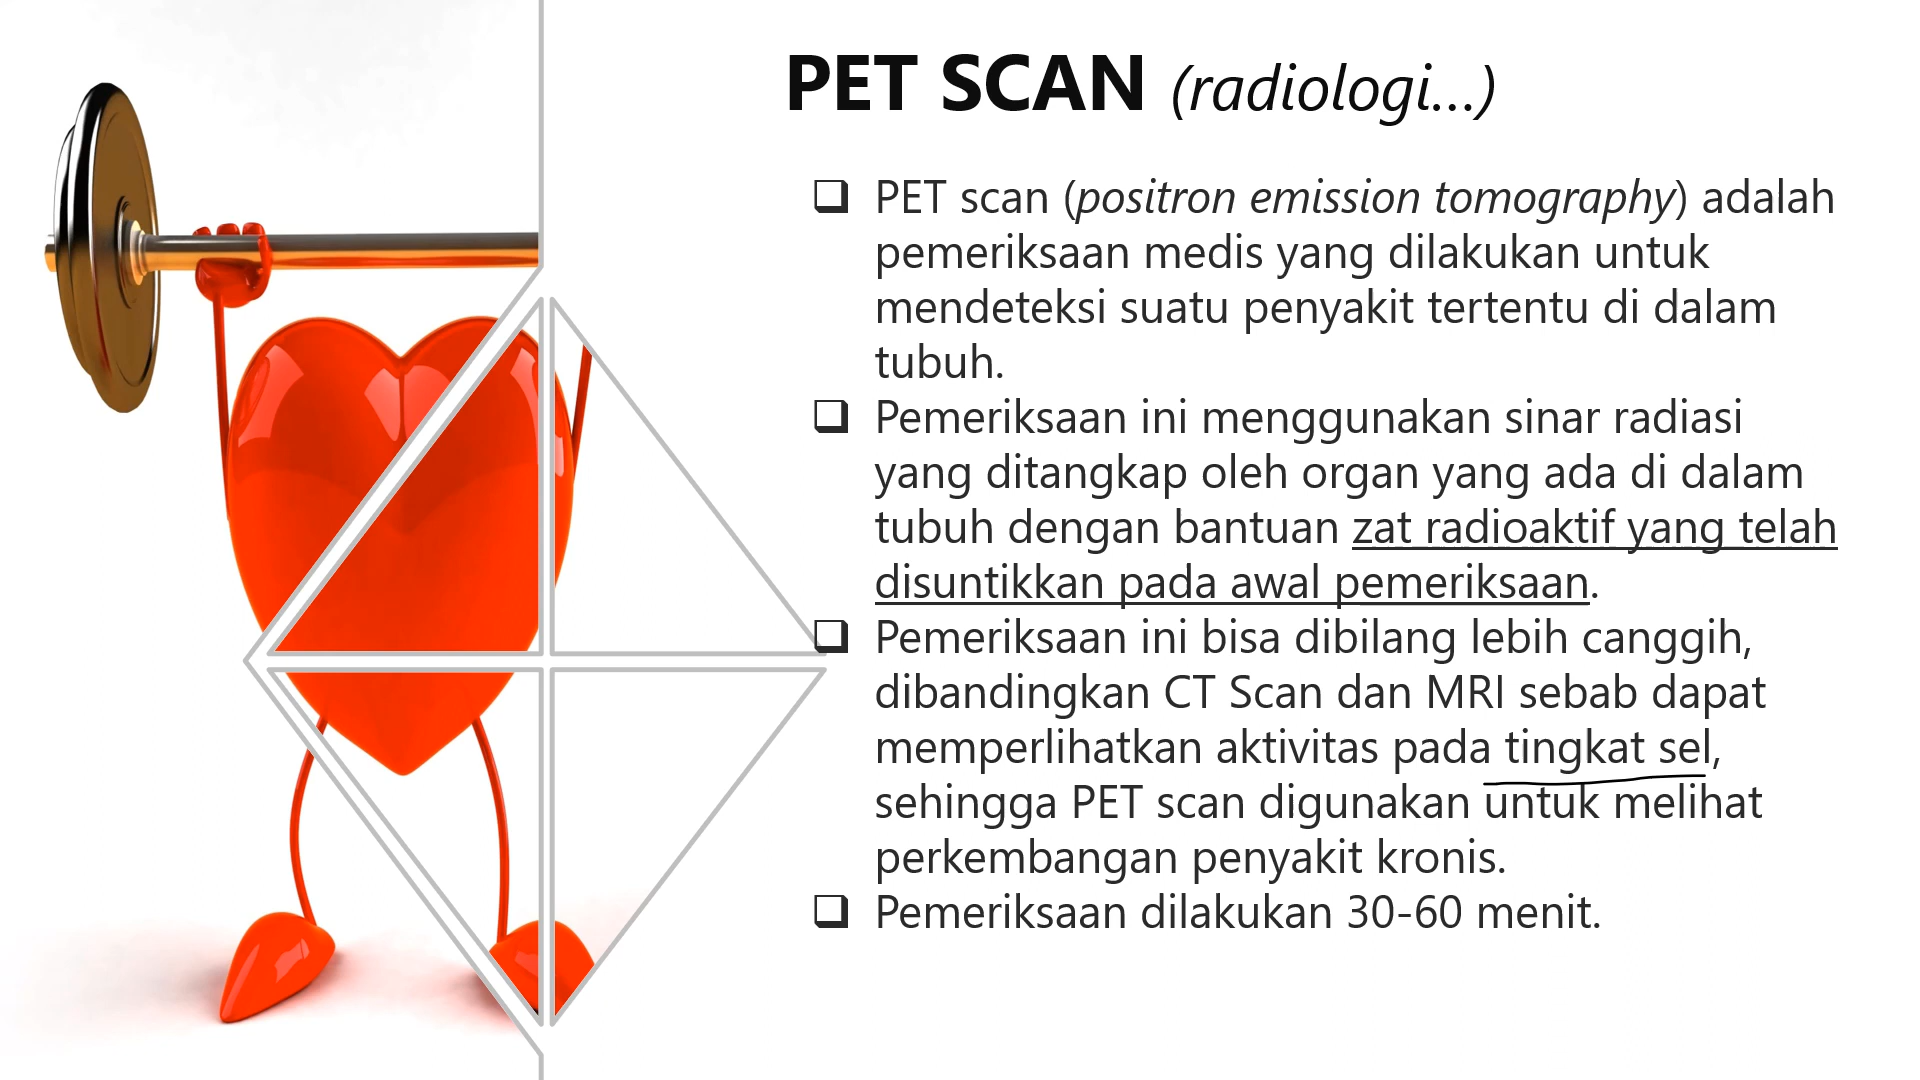 PET SCAN (radiologi...)
PET scan (positron emission tomography) adalah
pemeriksaan medis yang dilakukan untuk
mendeteksi suatu penyakit tertentu di dalam
tubuh.
Pemeriksaan ini menggunakan sinar radiasi
yang ditangkap oleh organ yang ada di dalam
tubuh dengan bantuan zat radioaktif yang telah
disuntikkan pada awal pemeriksaan.
Pemeriksaan ini bisa dibilang lebih canggih,
dibandingkan CT Scan dan MRI sebab dapat
memperlihatkan aktivitas pada tingkat sel,
sehingga PET scan digunakan untuk melihat
perkembangan penyakit kronis.
Pemeriksaan dilakukan 30-60 menit.